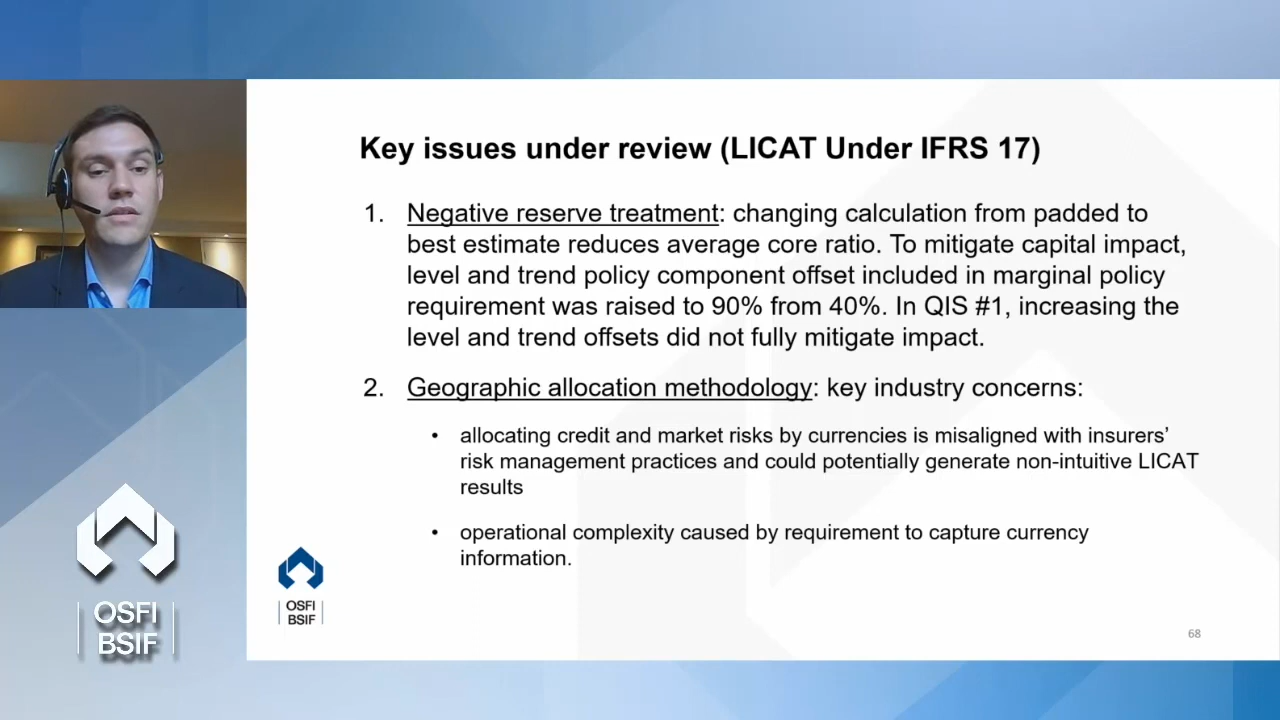 Key issues under review (LICAT Under IFRS 17)
1. Negative reserve treatment: changing calculation from padded to
best estimate reduces average core ratio. To mitigate capital impact,
level and trend policy component offset included in marginal policy
requirement was raised to 90% from 40%. In QIS #1, increasing the
level and trend offsets did not fully mitigate impact.
2. Geographic allocation methodology: key industry concerns:
• allocating credit and market risks by currencies is misaligned with insurers’
risk management practices and could potentially generate non-intuitive LICAT
results
• operational complexity caused by requirement to capture currency
information.
OSFI
BSIF
OSFI
BSIF
68